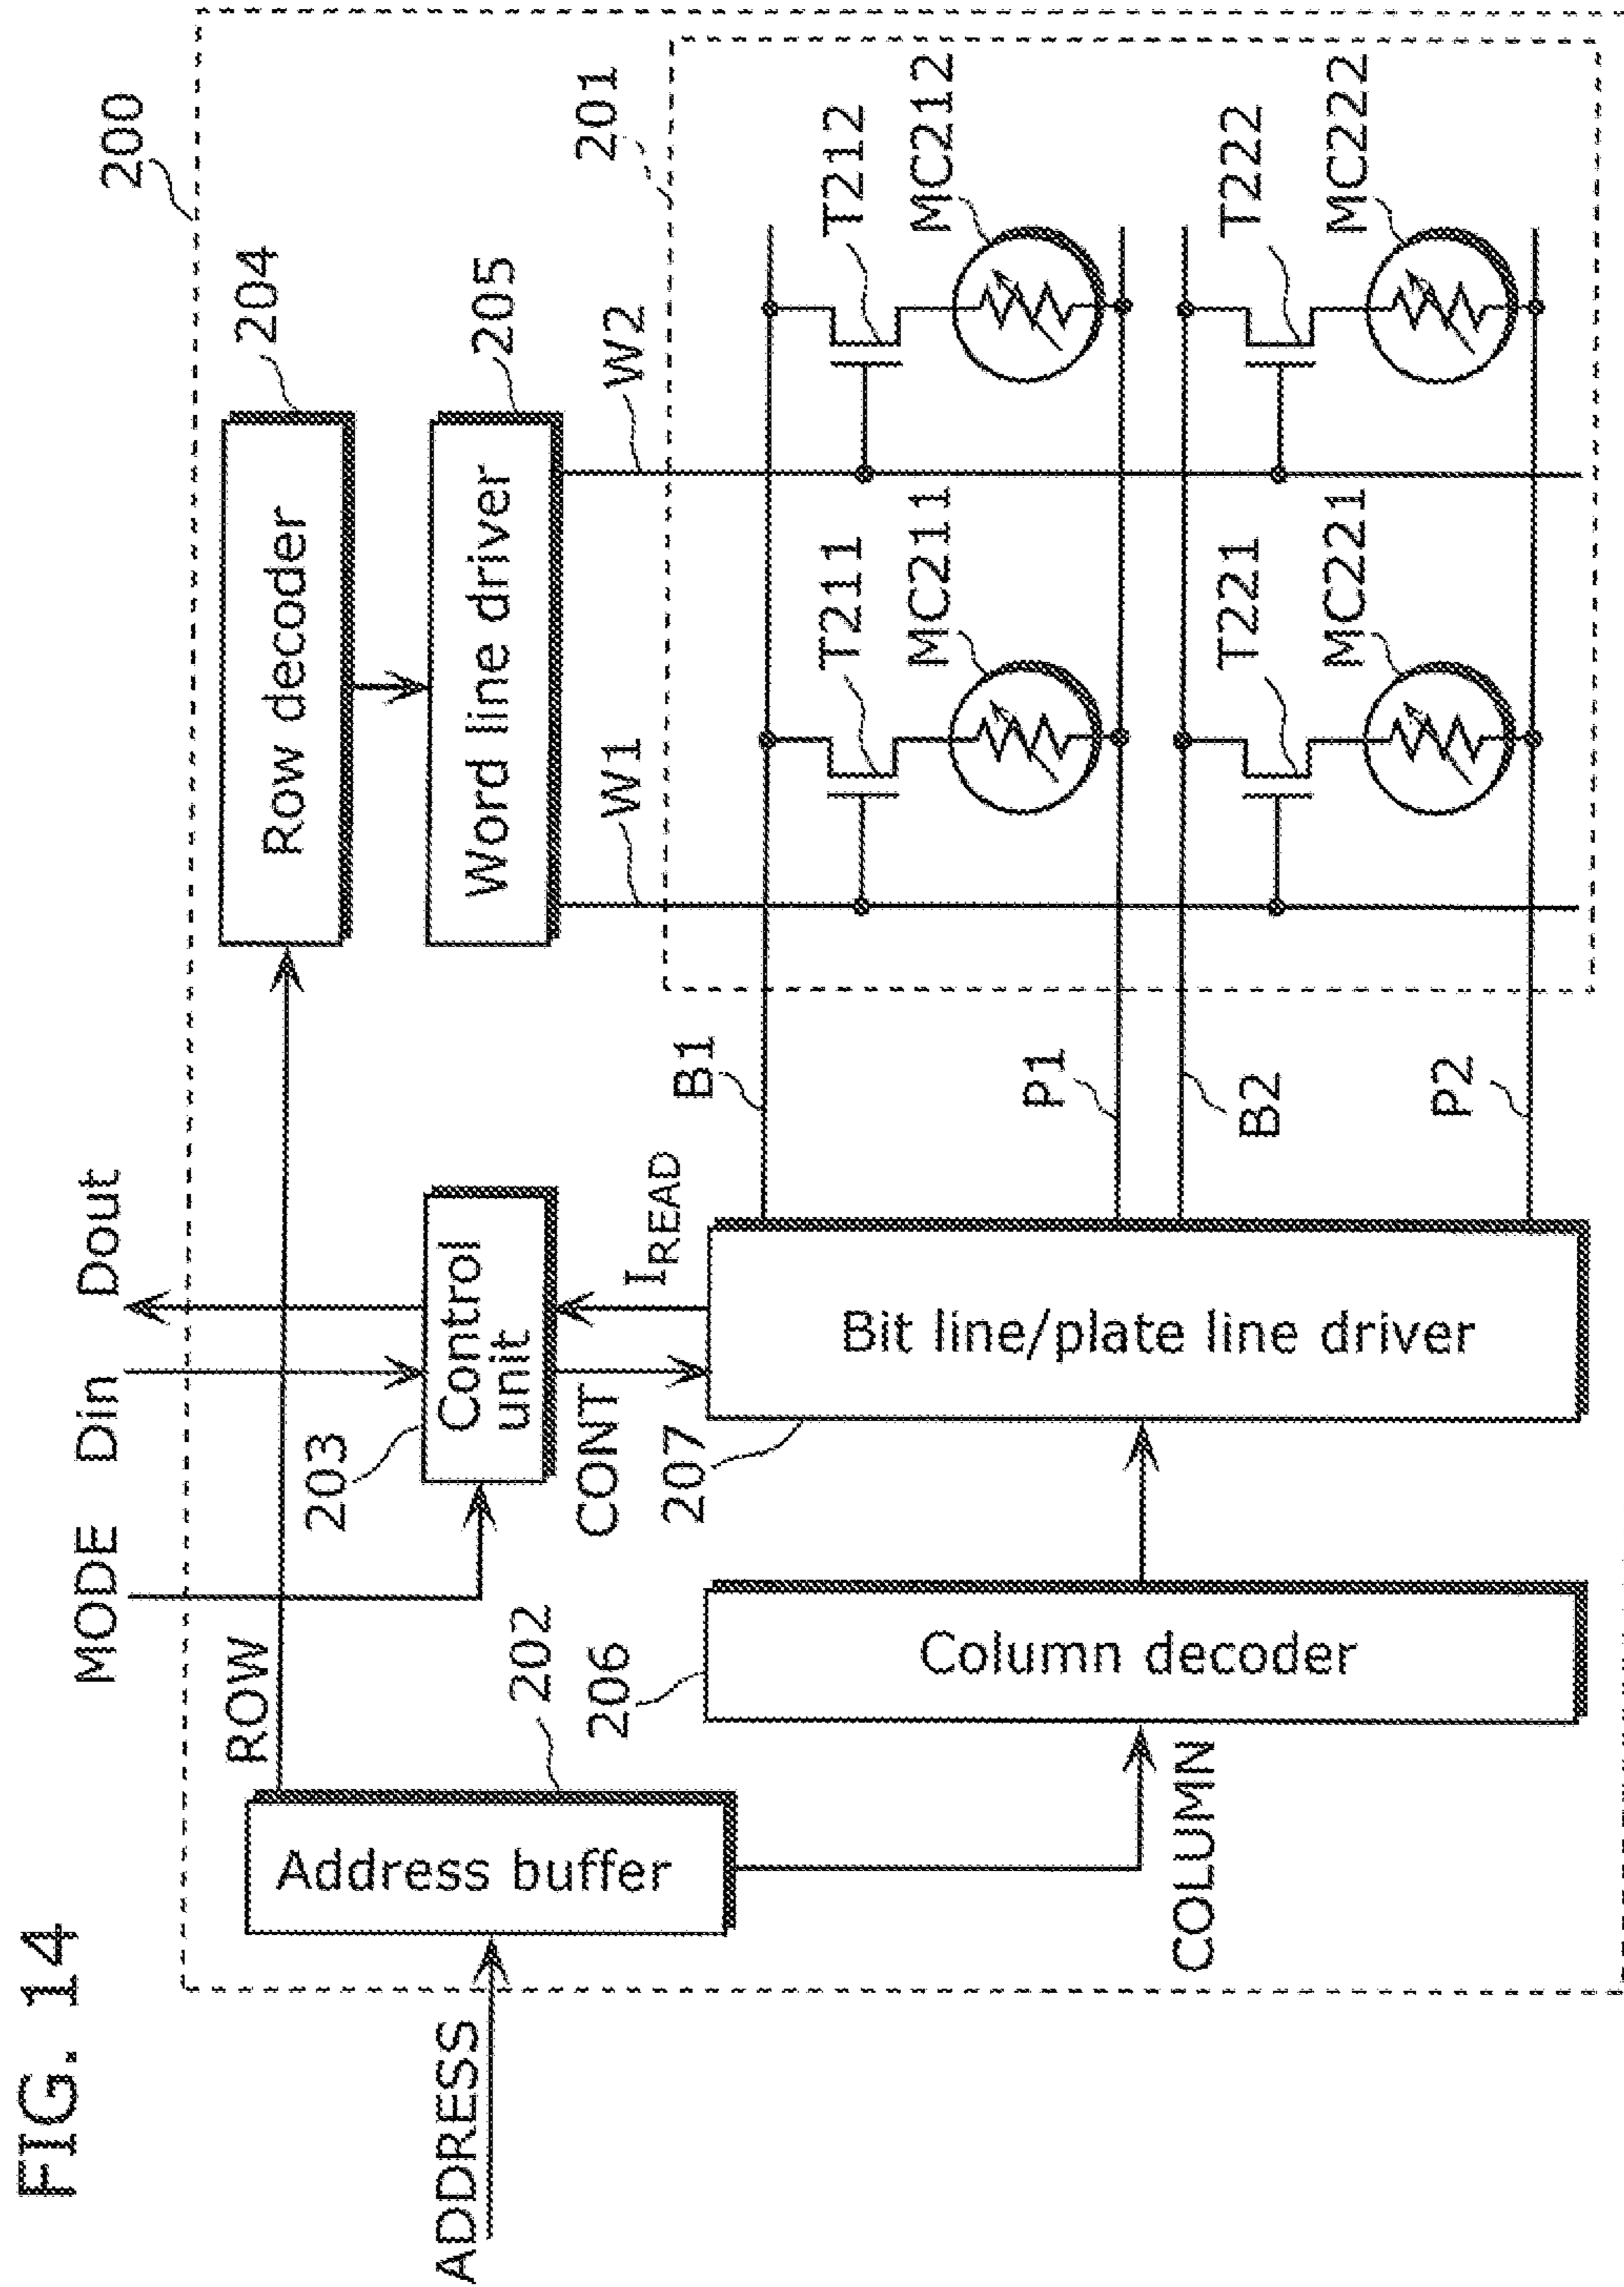 FIG. 14
200
MODE Din Dout
ROW
204
Row decoder
203
Control
unit
205
Word line driver
ADDRESS
Address buffer
202
CONT
I READ
W1
W2
201
206
207
B1
T211
T212
MC211
MC212
Column decoder
Bit line/plate line driver
P1
COLUMN
B2
T221
T222
MC221
MC222
P2